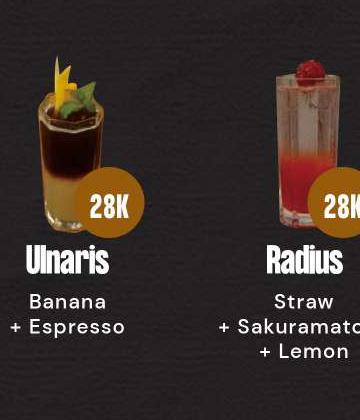 28K
28K
Ulnaris
Radius
Banana
+ Espresso
Straw
+ Lemon